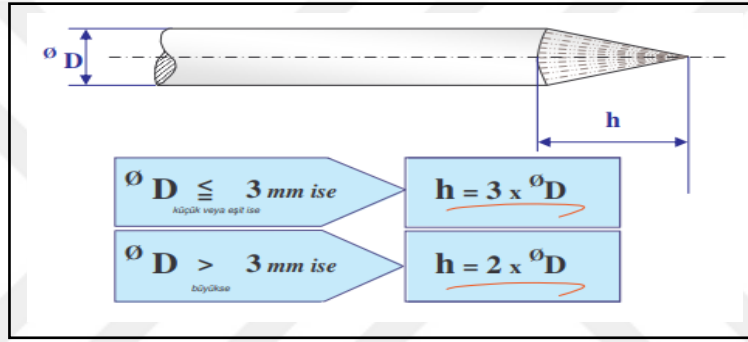 Ø D
h
Ø D ≦ 3 mm ise
küçük veya eşit ise
h = 3 x ØD
Ø D > 3 mm ise
büyükse
h = 2 x ØD